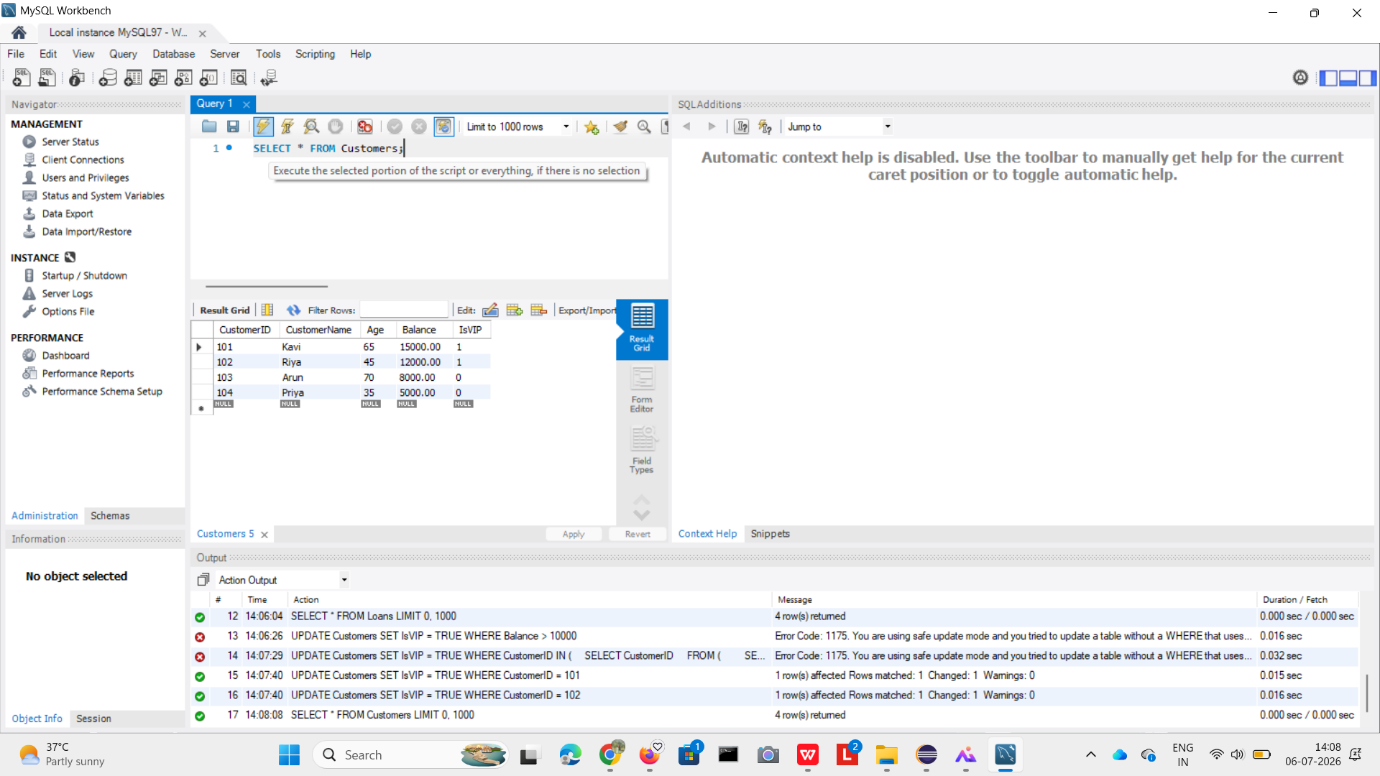 MySQL Workbench
Local instance MySQL97 - W...
File Edit View Query Database Server Tools Scripting Help
Navigator
MANAGEMENT
Server Status
Client Connections
Users and Privileges
Status and System Variables
Data Export
Data Import/Restore
INSTANCE
Startup / Shutdown
Server Logs
Options File
PERFORMANCE
Dashboard
Performance Reports
Performance Schema Setup
Administration Schemas
Information
No object selected
Object Info Session
Query 1
Limit to 1000 rows
1 SELECT * FROM Customers;
Execute the selected portion of the script or everything, if there is no selection
Result Grid Filter Rows: Edit: Export/Import
CustomerID CustomerName Age Balance IsVIP
101 Kavi 65 15000.00 1
102 Riya 45 12000.00 1
103 Arun 70 8000.00 0
104 Priya 35 5000.00 0
NULL NULL NULL NULL NULL
Result
Grid
Form
Editor
Field
Types
Customers 5 Apply Revert
SQLAdditions
Jump to
Automatic context help is disabled. Use the toolbar to manually get help for the current
caret position or to toggle automatic help.
Context Help Snippets
Output
Action Output
# Time Action Message Duration / Fetch
12 14:06:04 SELECT * FROM Loans LIMIT 0, 1000 4 row(s) returned 0.000 sec / 0.000 sec
13 14:06:26 UPDATE Customers SET IsVIP = TRUE WHERE Balance > 10000 Error Code: 1175. You are using safe update mode and you tried to update a table without a WHERE that uses... 0.016 sec
14 14:07:29 UPDATE Customers SET IsVIP = TRUE WHERE CustomerID IN ( SELECT CustomerID FROM ( SE... Error Code: 1175. You are using safe update mode and you tried to update a table without a WHERE that uses... 0.032 sec
15 14:07:40 UPDATE Customers SET IsVIP = TRUE WHERE CustomerID = 101 1 row(s) affected Rows matched: 1 Changed: 1 Warnings: 0 0.015 sec
16 14:07:40 UPDATE Customers SET IsVIP = TRUE WHERE CustomerID = 102 1 row(s) affected Rows matched: 1 Changed: 1 Warnings: 0 0.016 sec
17 14:08:08 SELECT * FROM Customers LIMIT 0, 1000 4 row(s) returned 0.000 sec / 0.000 sec
37°C
Partly sunny
Search
1
2
ENG
IN
14:08
06-07-2026